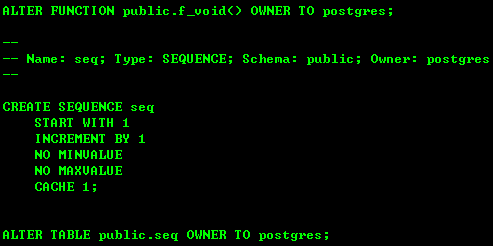 ALTER FUNCTION public.f_void() OWNER TO postgres;
--
-- Name: seq; Type: SEQUENCE; Schema: public; Owner: postgres
--
CREATE SEQUENCE seq
    START WITH 1
    INCREMENT BY 1
    NO MINVALUE
    NO MAXVALUE
    CACHE 1;
ALTER TABLE public.seq OWNER TO postgres;